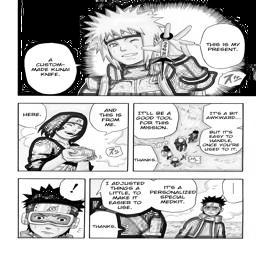 THIS IS MY
PRESENT.
A
CUSTOM-
MADE KUNAI
KNIFE.
IT'S A BIT
AWKWARD...
BUT IT'S
EASY TO
HANDLE,
ONCE YOU'RE
USED TO IT.
IT'LL BE A
GOOD TOOL
FOR THIS
MISSION.
THANKS.
AND
THIS IS
FROM
ME.
HERE.
IT'S A
PERSONALIZED
SPECIAL
MEDKIT.
I ADJUSTED
THINGS A
LITTLE, TO
MAKE IT
EASIER TO
USE.
THANKS...
!